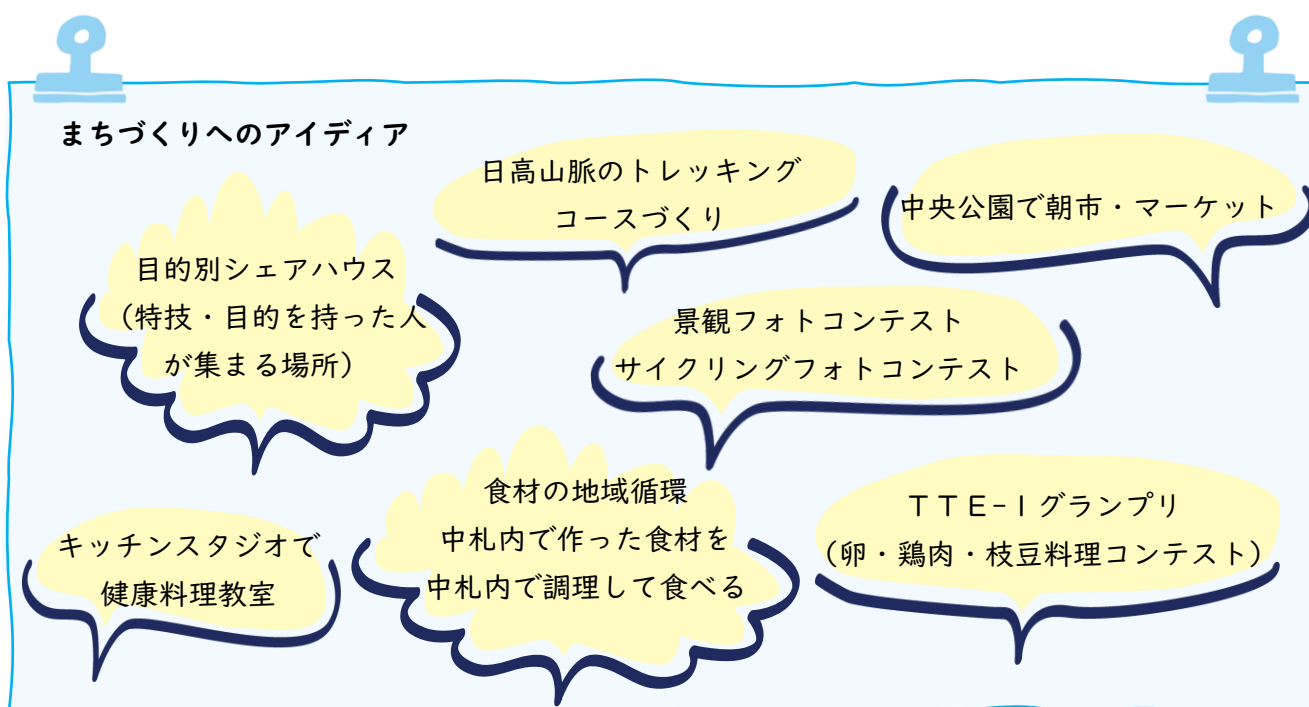 まちづくりへのアイディア
日高山脈のトレッキング
コースづくり
中央公園で朝市・マーケット
目的別シェアハウス
(特技・目的を持った人
が集まる場所)
景観フォトコンテスト
サイクリングフォトコンテスト
キッチンスタジオで
健康料理教室
食材の地域循環
中札内で作った食材を
中札内で調理して食べる
TTE-1グランプリ
(卵・鶏肉・枝豆料理コンテスト)